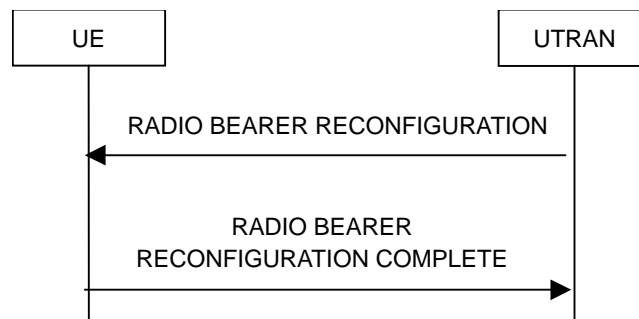 UE
UTRAN
RADIO BEARER RECONFIGURATION
RADIO BEARER
RECONFIGURATION COMPLETE